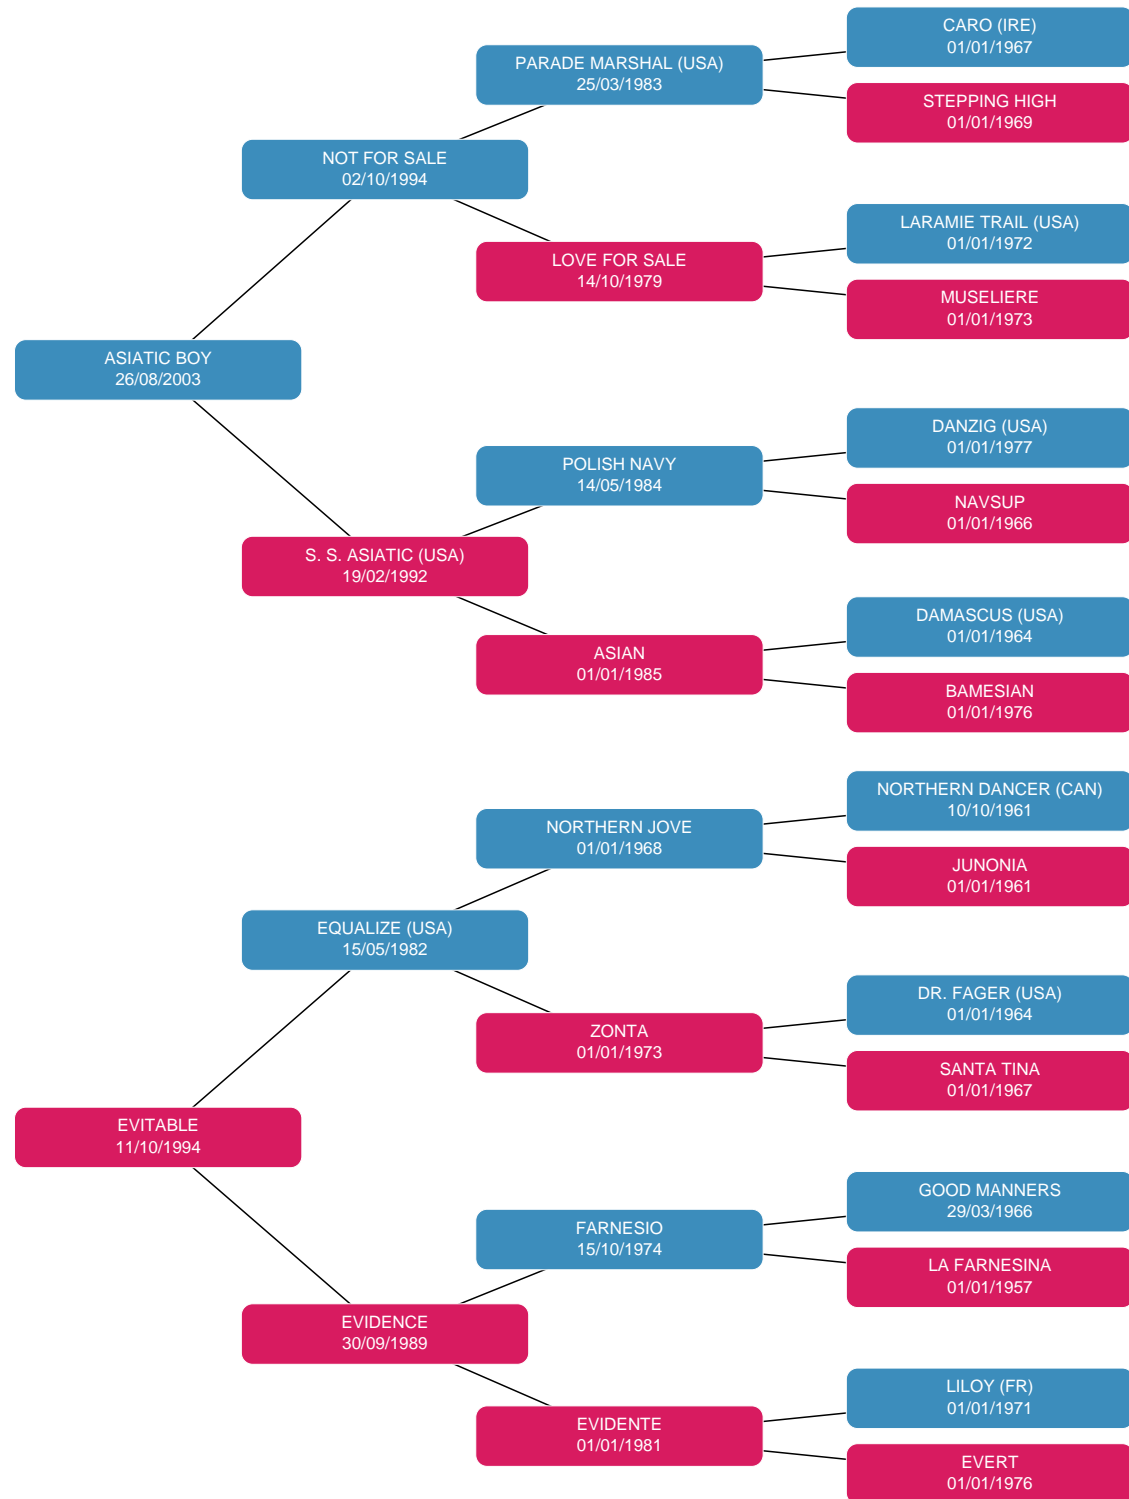 CARO (IRE)
01/01/1967
PARADE MARSHAL (USA)
25/03/1983
STEPPING HIGH
01/01/1969
NOT FOR SALE
02/10/1994
LARAMIE TRAIL (USA)
01/01/1972
LOVE FOR SALE
14/10/1979
MUSELIERE
01/01/1973
ASIATIC BOY
26/08/2003
DANZIG (USA)
01/01/1977
POLISH NAVY
14/05/1984
NAVSUP
01/01/1966
S. S. ASIATIC (USA)
19/02/1992
DAMASCUS (USA)
01/01/1964
ASIAN
01/01/1985
BAMESIAN
01/01/1976
NORTHERN DANCER (CAN)
10/10/1961
NORTHERN JOVE
01/01/1968
JUNONIA
01/01/1961
EQUALIZE (USA)
15/05/1982
DR. FAGER (USA)
01/01/1964
ZONTA
01/01/1973
SANTA TINA
01/01/1967
EVITABLE
11/10/1994
GOOD MANNERS
29/03/1966
FARNESIO
15/10/1974
LA FARNESINA
01/01/1957
EVIDENCE
30/09/1989
LILOY (FR)
01/01/1971
EVIDENTE
01/01/1981
EVERT
01/01/1976